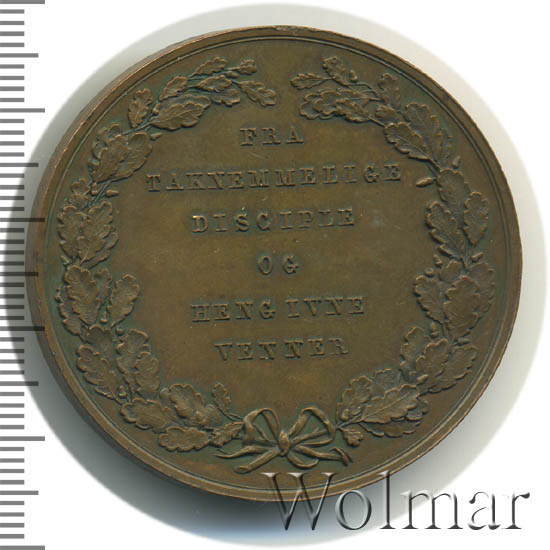 FRA
TAKNEMMELIGE
DISCIPLE
OG
HENGIVNE
VENNER
Wolmar